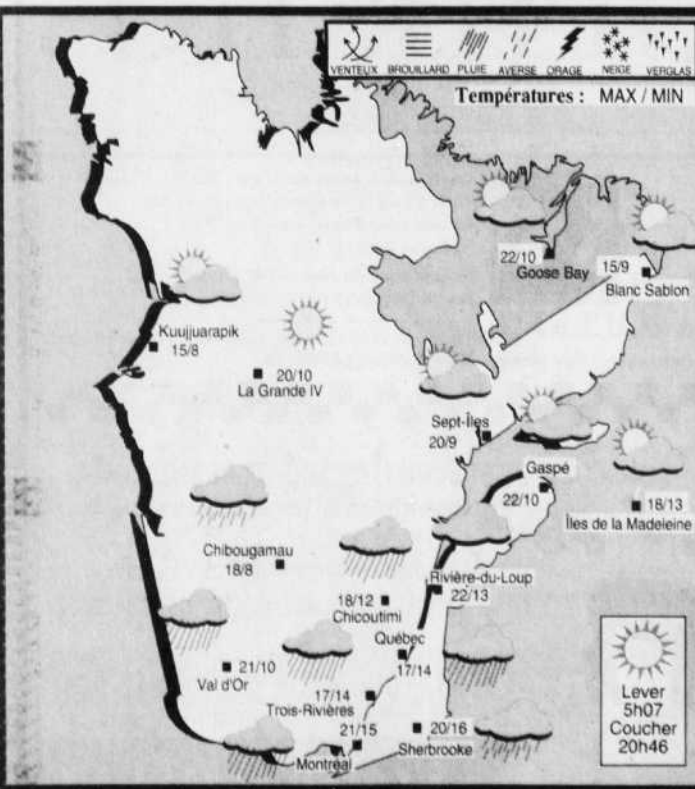 VENTEUX BROUILLARD PLUIE AVERSE ORAGE NEIGE VERGLAS
Températures : MAX / MIN
22/10
Goose Bay
15/9
Blanc Sablon
Kuujjuarapik
15/8
20/10
La Grande IV
Sept-Îles
20/9
Gaspé
22/10
18/13
Îles de la Madeleine
Chibougamau
18/8
Rivière-du-Loup
22/13
18/12
Chicoutimi
Québec
17/14
21/10
Val d'Or
17/14
Trois-Rivières
21/15
Montréal
20/16
Sherbrooke
Lever
5h07
Coucher
20h46